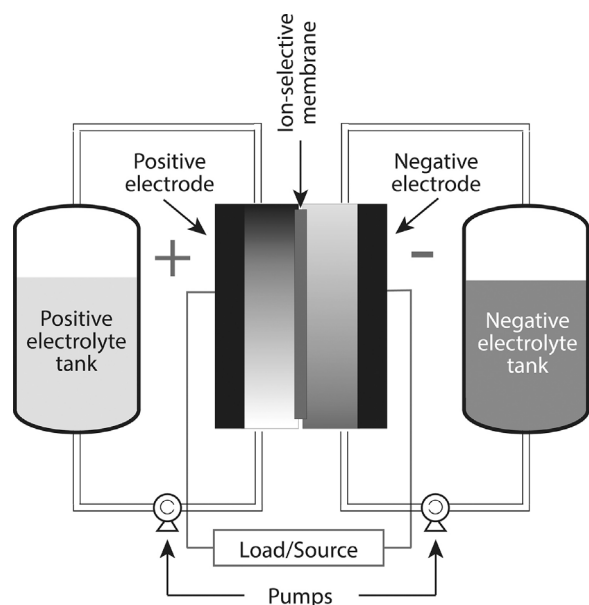 Ion-selective
membrane
Positive
electrode
Negative
electrode
+
-
Positive
electrolyte
tank
Negative
electrolyte
tank
Load/Source
Pumps